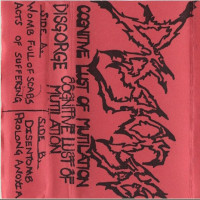 COGNITIVE LUST OF MUTILATION
DISGORGE COGNITIVE LUST OF
MUTILATION
SIDE A:
WOMB FULL OF SCABS
ACTS OF SUFFERING
SIDE B:
DESENTOMB
PROLONG ANOXIA